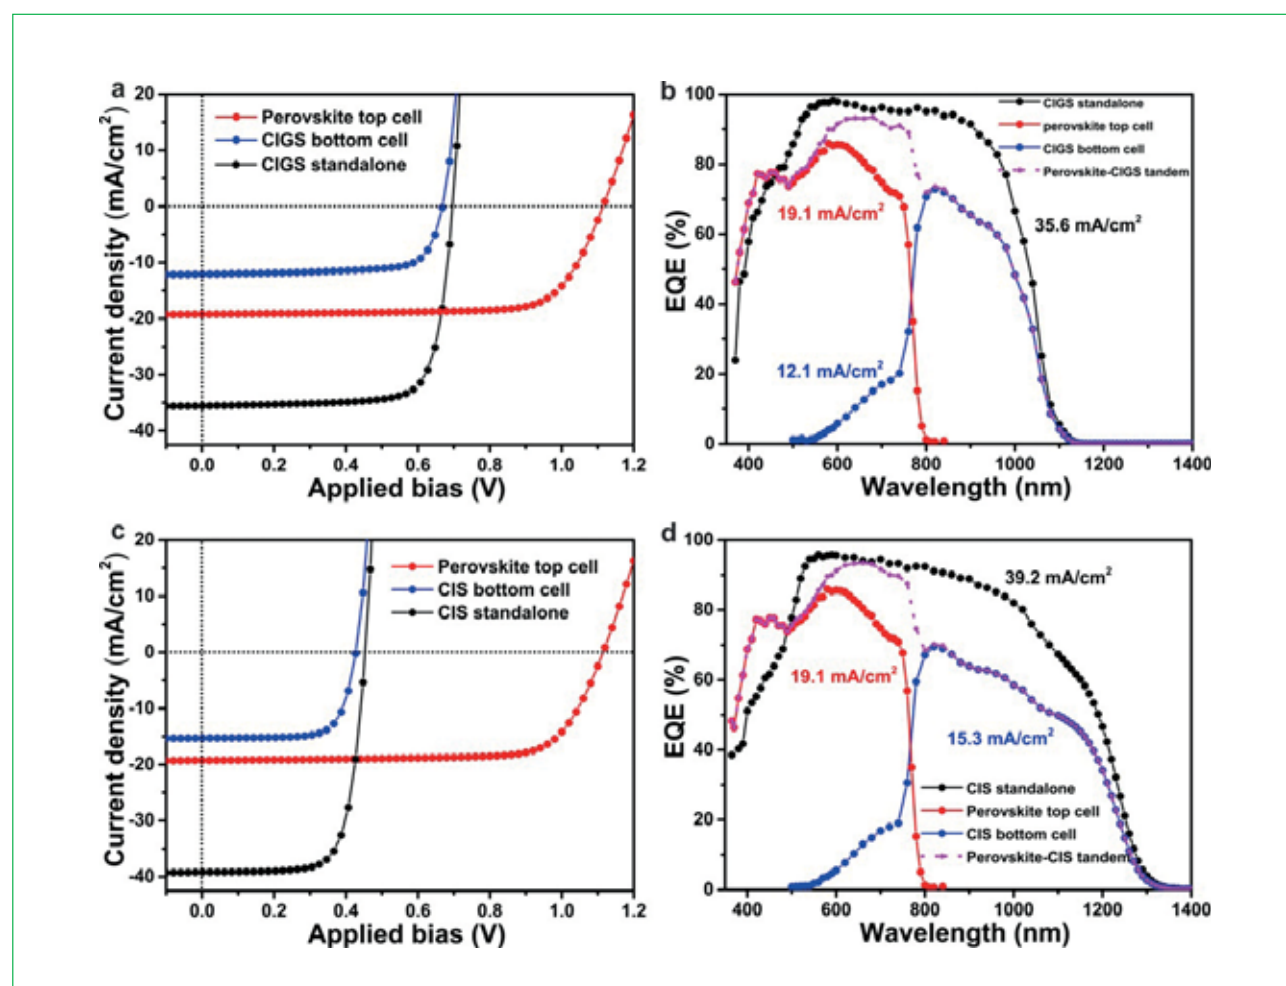 a
20
10
0
-10
-20
-30
-40
Current density (mA/cm²)
Perovskite top cell
CIGS bottom cell
CIGS standalone
0.0 0.2 0.4 0.6 0.8 1.0 1.2
Applied bias (V)
b
100
80
60
40
20
0
EQE (%)
CIGS standalone
perovskite top cell
CIGS bottom cell
Perovskite-CIGS tandem
19.1 mA/cm²
35.6 mA/cm²
12.1 mA/cm²
400 600 800 1000 1200 1400
Wavelength (nm)
c
20
10
0
-10
-20
-30
-40
Current density (mA/cm²)
Perovskite top cell
CIS bottom cell
CIS standalone
0.0 0.2 0.4 0.6 0.8 1.0 1.2
Applied bias (V)
d
100
80
60
40
20
0
EQE (%)
39.2 mA/cm²
19.1 mA/cm²
15.3 mA/cm²
CIS standalone
Perovskite top cell
CIS bottom cell
Perovskite-CIS tandem
400 600 800 1000 1200 1400
Wavelength (nm)